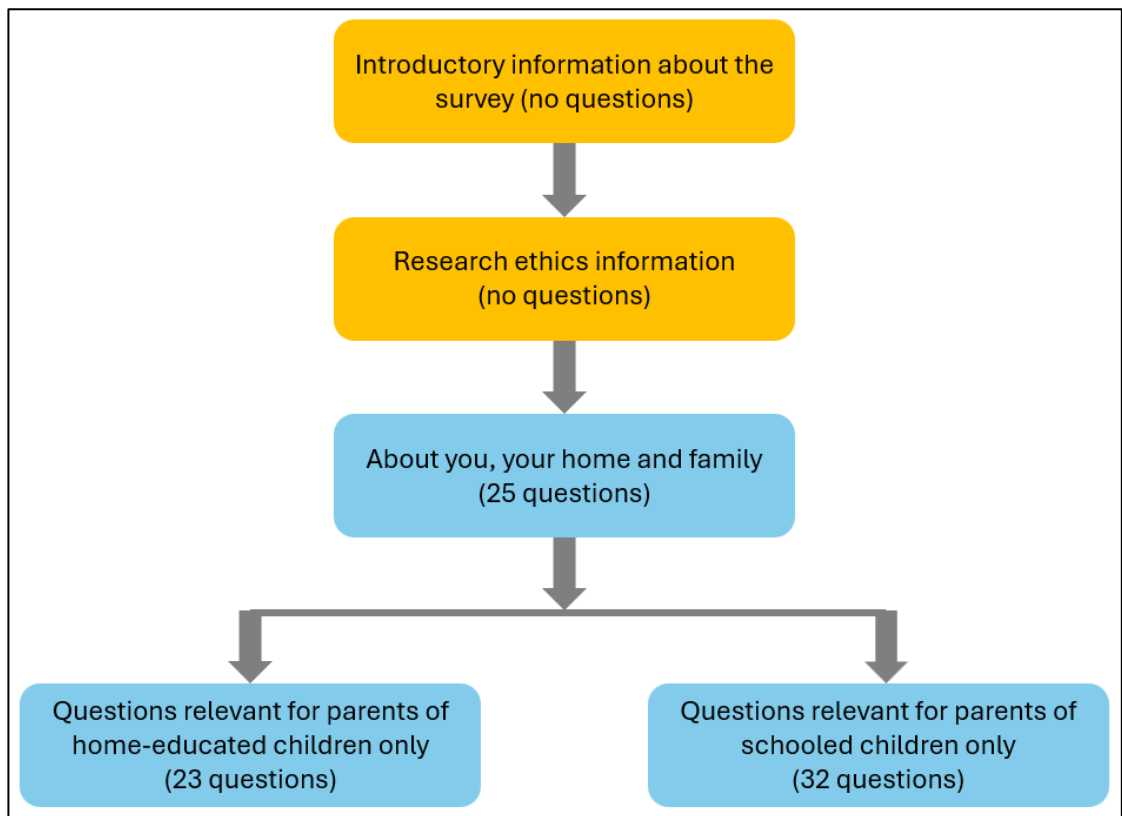 Introductory information about the
survey (no questions)
Research ethics information
(no questions)
About you, your home and family
(25 questions)
Questions relevant for parents of
home-educated children only
(23 questions)
Questions relevant for parents of
schooled children only
(32 questions)